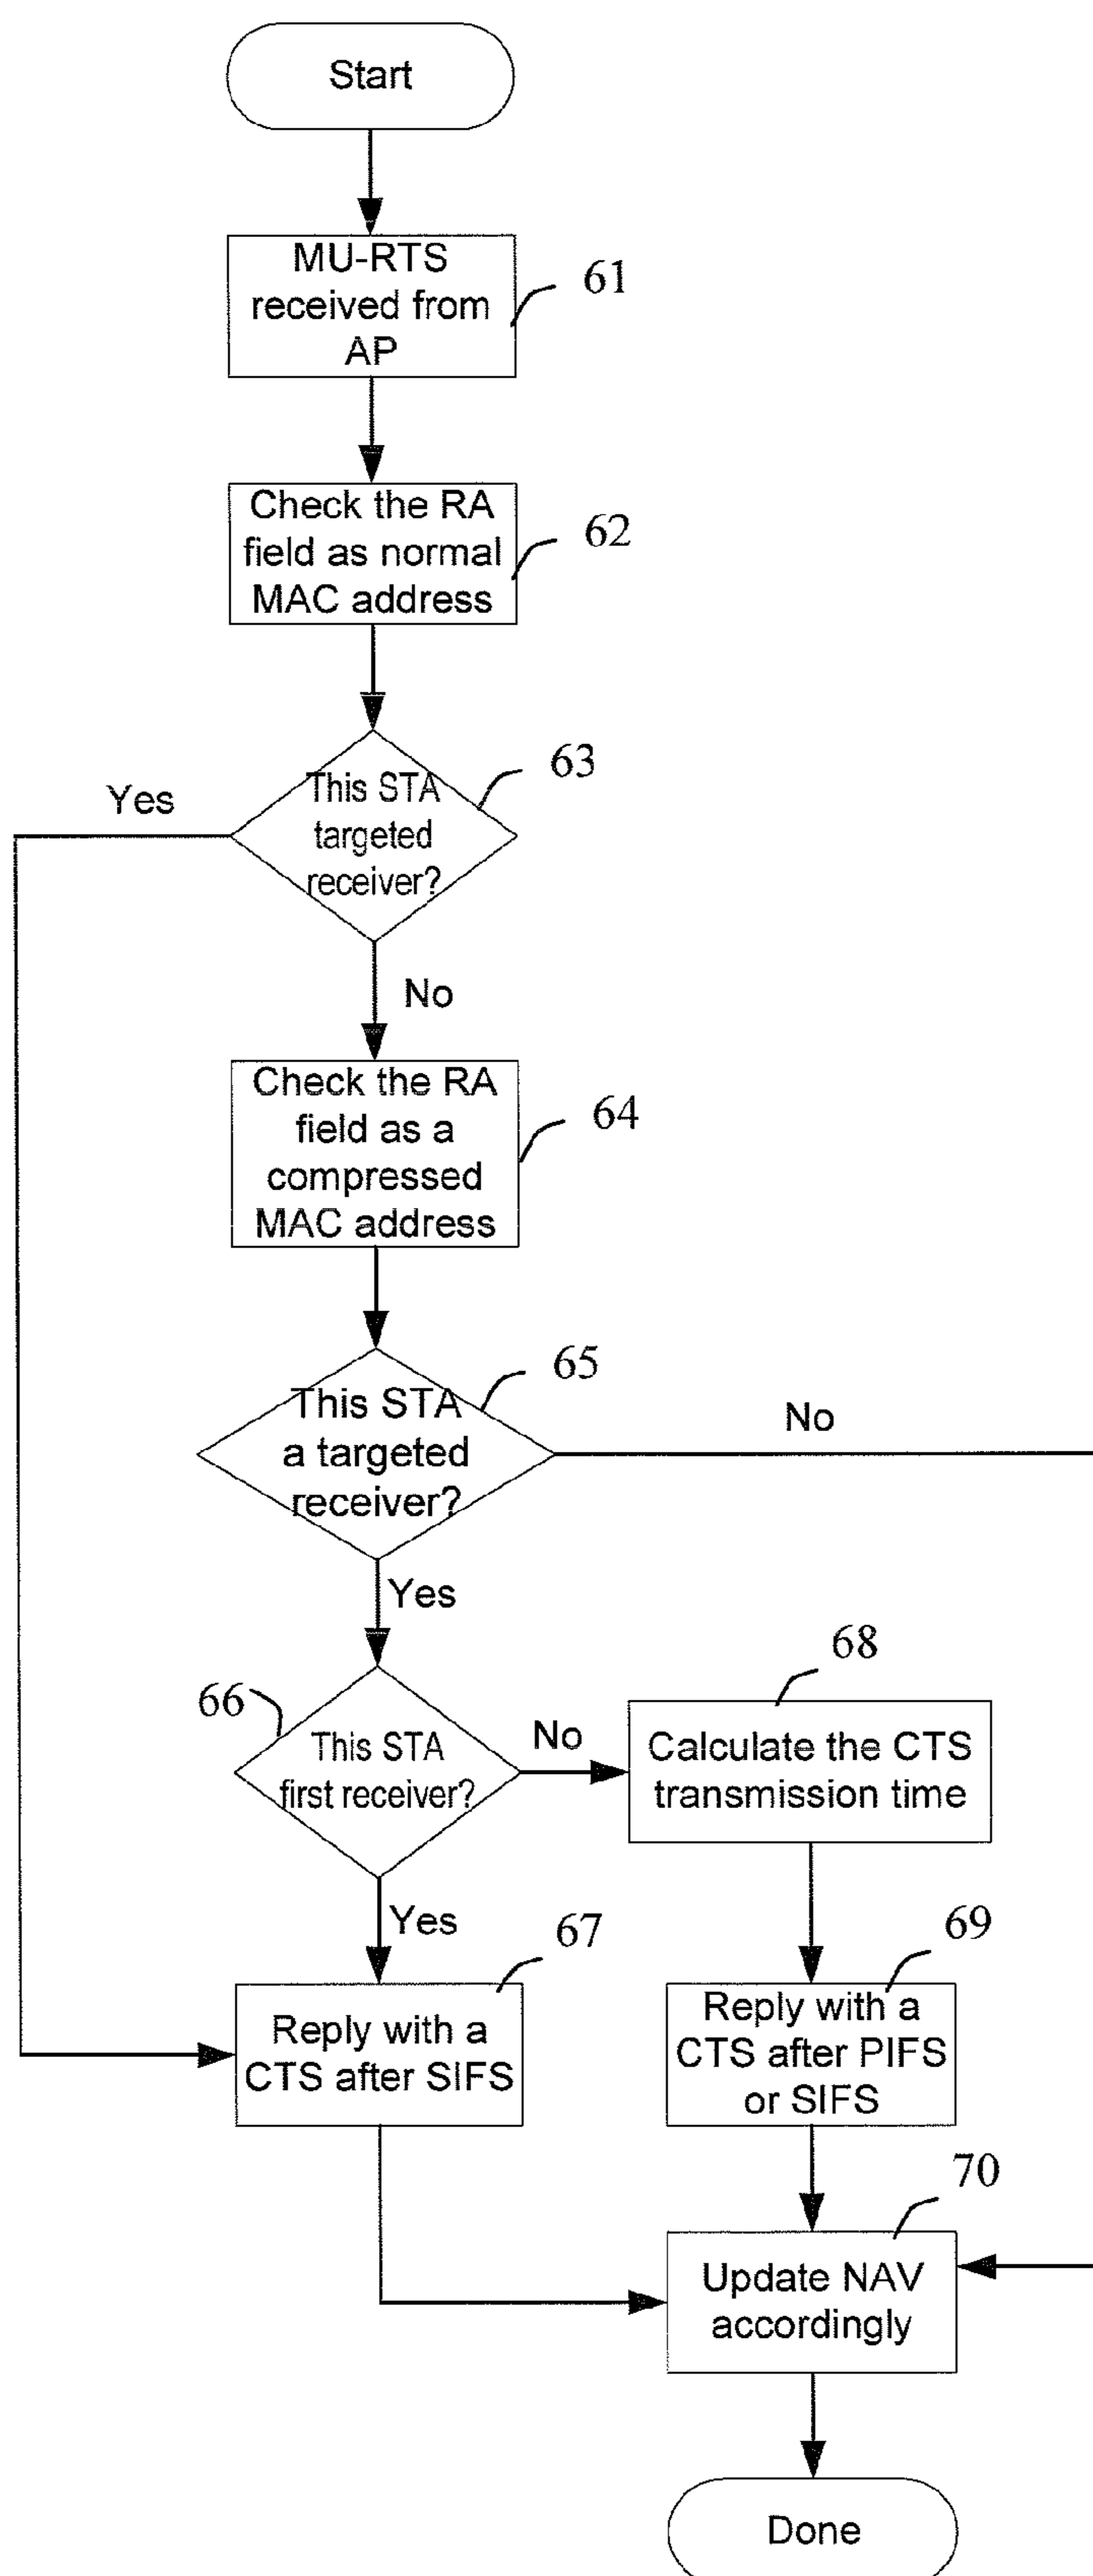 Start
MU-RTS
received from
AP
61
Check the RA
field as normal
MAC address
62
This STA
targeted
receiver?
63
Yes
No
Check the RA
field as a
compressed
MAC address
64
This STA
a targeted
receiver?
65
No
Yes
66
This STA
first receiver?
No
68
Calculate the CTS
transmission time
Yes
67
Reply with a
CTS after SIFS
69
Reply with a
CTS after PIFS
or SIFS
70
Update NAV
accordingly
Done